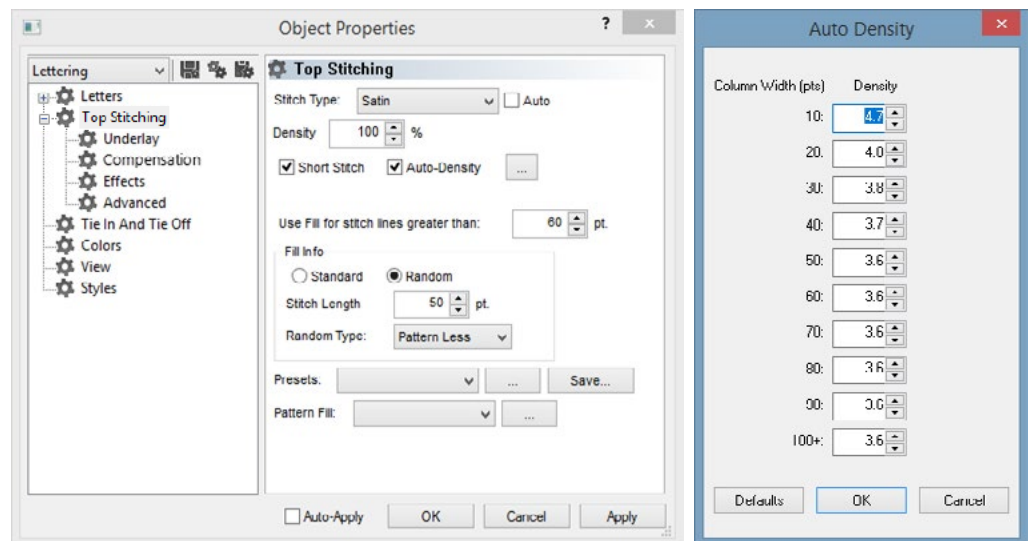 Object Properties ?
Lettering
Letters
Top Stitching
Underlay
Compensation
Effects
Advanced
Tie In And Tie Off
Colors
View
Styles
Top Stitching
Stitch Type: Satin Auto
Density 100 %
Short Stitch Auto-Density ...
Use Fill for stitch lines greater than: 60 pt.
Fill Info
Standard Random
Stitch Length 50 pt.
Random Type: Pattern Less
Presets: ... Save...
Pattern Fill: ...
Auto-Apply OK Cancel Apply
Auto Density
Column Width (pts) Density
10: 4.7
20: 4.0
30: 3.8
40: 3.7
50: 3.6
60: 3.6
70: 3.6
80: 3.6
90: 3.6
100+: 3.6
Defaults OK Cancel